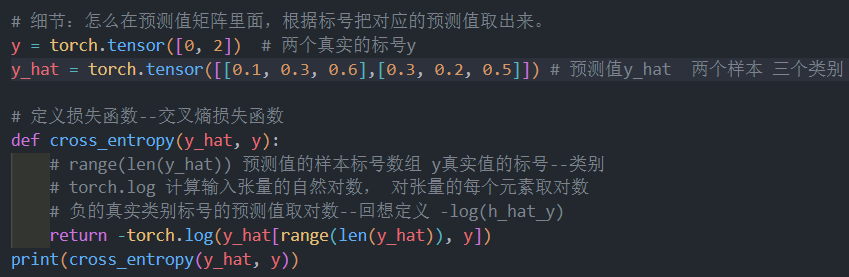 # 细节：怎么在预测值矩阵里面，根据标号把对应的预测值取出来。
y = torch.tensor([0, 2])  # 两个真实的标号y
y_hat = torch.tensor([[0.1, 0.3, 0.6],[0.3, 0.2, 0.5]]) # 预测值y_hat  两个样本 三个类别
# 定义损失函数--交叉熵损失函数
def cross_entropy(y_hat, y):
    # range(len(y_hat)) 预测值的样本标号数组 y真实值的标号--类别
    # torch.log 计算输入张量的自然对数， 对张量的每个元素取对数
    # 负的真实类别标号的预测值取对数--回想定义 -log(h_hat_y)
    return -torch.log(y_hat[range(len(y_hat)), y])
print(cross_entropy(y_hat, y))